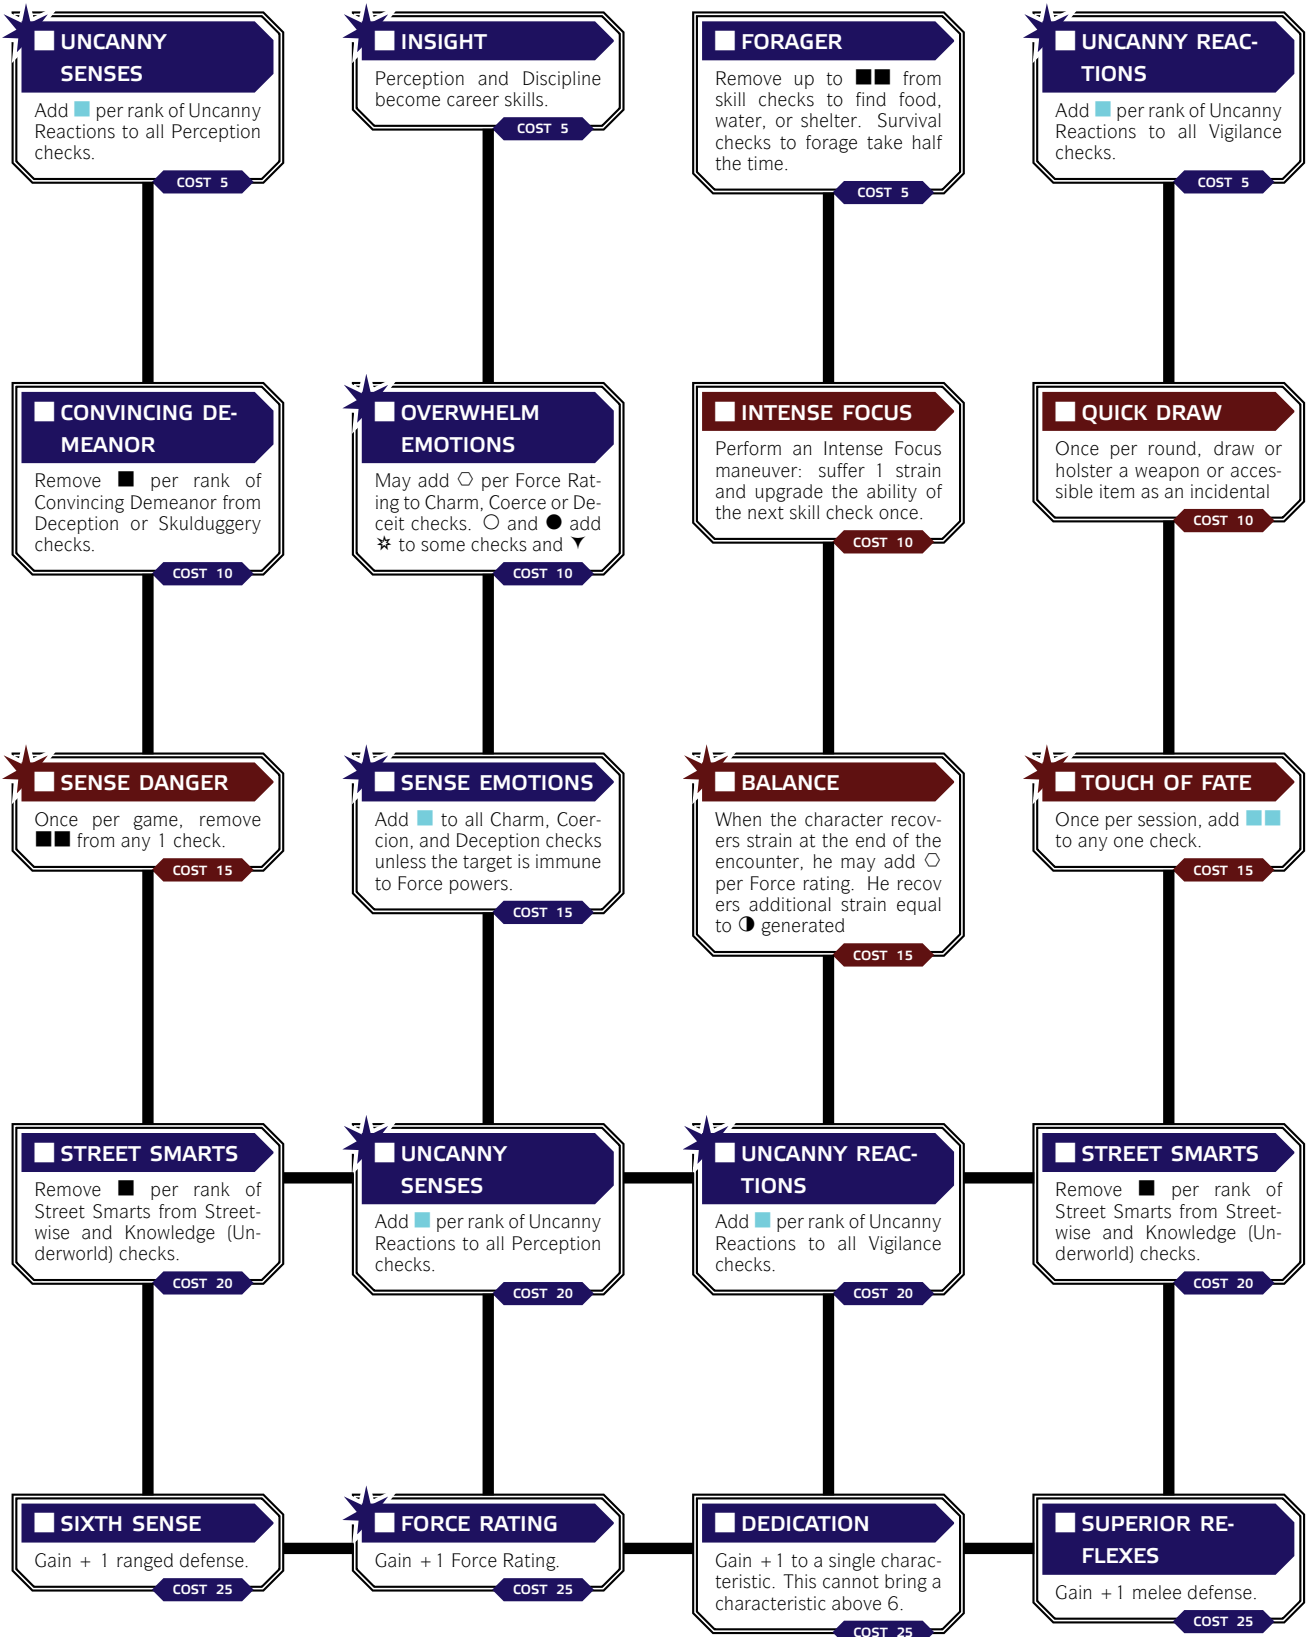 UNCANNY
SENSES
Add per rank of Uncanny
Reactions to all Perception
checks.
COST 5
INSIGHT
Perception and Discipline
become career skills.
COST 5
FORAGER
Remove up to ■■ from
skill checks to find food,
water, or shelter. Survival
checks to forage take half
the time.
COST 5
UNCANNY REAC-
TIONS
Add per rank of Uncanny
Reactions to all Vigilance
checks.
COST 5
CONVINCING DE-
MEANOR
Remove ■ per rank of
Convincing Demeanor from
Deception or Skulduggery
checks.
COST 10
OVERWHELM
EMOTIONS
May add ⬡ per Force Rat-
ing to Charm, Coerce or De-
ceit checks. ○ and ● add
to some checks and
COST 10
INTENSE FOCUS
Perform an Intense Focus
maneuver: suffer 1 strain
and upgrade the ability of
the next skill check once.
COST 10
QUICK DRAW
Once per round, draw or
holster a weapon or acces-
sible item as an incidental
COST 10
SENSE DANGER
Once per game, remove
■■ from any 1 check.
COST 15
SENSE EMOTIONS
Add to all Charm, Coer-
cion, and Deception checks
unless the target is immune
to Force powers.
COST 15
BALANCE
When the character recov-
ers strain at the end of the
encounter, he may add ⬡
per Force rating. He recov
ers additional strain equal
to ◑ generated
COST 15
TOUCH OF FATE
Once per session, add
to any one check.
COST 15
STREET SMARTS
Remove ■ per rank of
Street Smarts from Street-
wise and Knowledge (Un-
derworld) checks.
COST 20
UNCANNY
SENSES
Add per rank of Uncanny
Reactions to all Perception
checks.
COST 20
UNCANNY REAC-
TIONS
Add per rank of Uncanny
Reactions to all Vigilance
checks.
COST 20
STREET SMARTS
Remove ■ per rank of
Street Smarts from Street-
wise and Knowledge (Un-
derworld) checks.
COST 20
SIXTH SENSE
Gain + 1 ranged defense.
COST 25
FORCE RATING
Gain +1 Force Rating.
COST 25
DEDICATION
Gain +1 to a single charac-
teristic. This cannot bring a
characteristic above 6.
COST 25
SUPERIOR RE-
FLEXES
Gain +1 melee defense.
COST 25